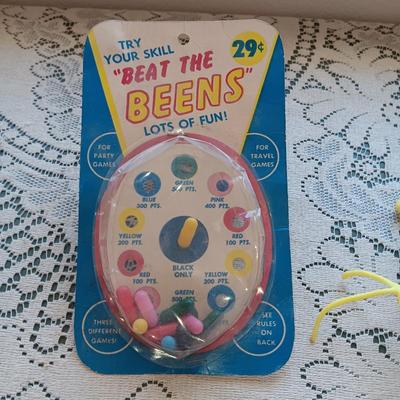 TRY
YOUR SKILL
29¢
"BEAT THE
BEENS"
LOTS OF FUN!
FOR
PARTY
GAMES
FOR
TRAVEL
GAMES
GREEN
500 PTS.
BLUE
300 PTS.
PINK
400 PTS.
YELLOW
200 PTS.
RED
100 PTS.
BLACK
ONLY
RED
100 PTS.
YELLOW
200 PTS.
GREEN
500 PTS.
THREE
DIFFERENT
GAMES!
SEE
RULES
ON
BACK